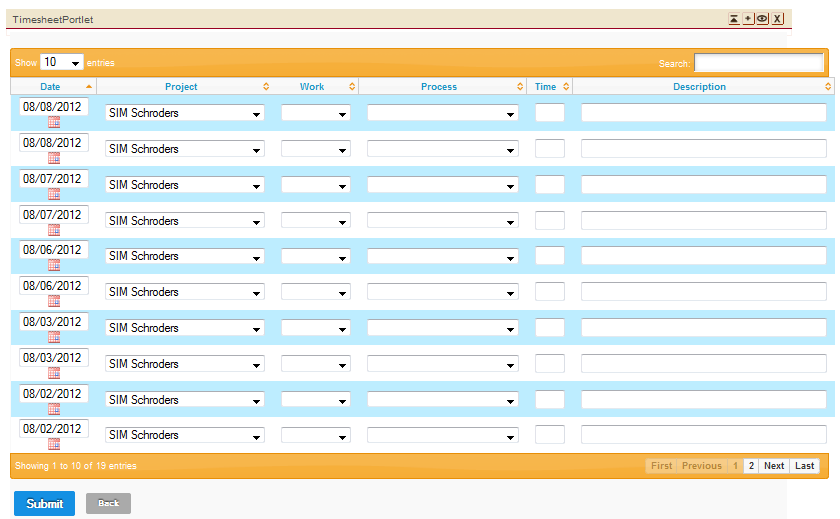 TimesheetPortlet
Show 10 entries Search:
Date Project Work Process Time Description
08/08/2012 SIM Schroders
08/08/2012 SIM Schroders
08/07/2012 SIM Schroders
08/07/2012 SIM Schroders
08/06/2012 SIM Schroders
08/06/2012 SIM Schroders
08/03/2012 SIM Schroders
08/03/2012 SIM Schroders
08/02/2012 SIM Schroders
08/02/2012 SIM Schroders
Showing 1 to 10 of 19 entries First Previous 1 2 Next Last
Submit Back